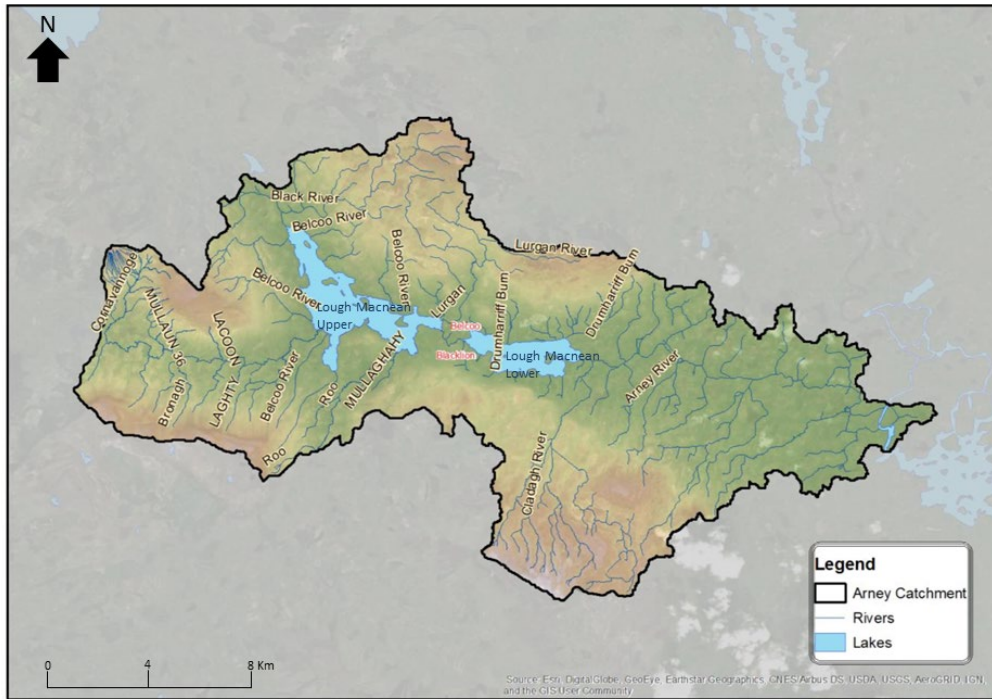 N
Black River
Belcoo River
Lurgan River
Cornavannoge
MULLAUN 36
LACOON
Belcoo River
Belcoo River
Lurgan
Drumharriff Burn
Drumharriff Burn
Lough Macnean
Upper
Belcoo
Blacklion
Lough Macnean
Lower
Bronagh
LAGHTY
Belcoo River
Roo
MULLAGHAHY
Arney River
Roo
Cladagh River
Legend
Arney Catchment
Rivers
Lakes
0 4 8 Km
Source: Esri, DigitalGlobe, GeoEye, Earthstar Geographics, CNES/Airbus DS, USDA, USGS, AeroGRID, IGN,
and the GIS User Community